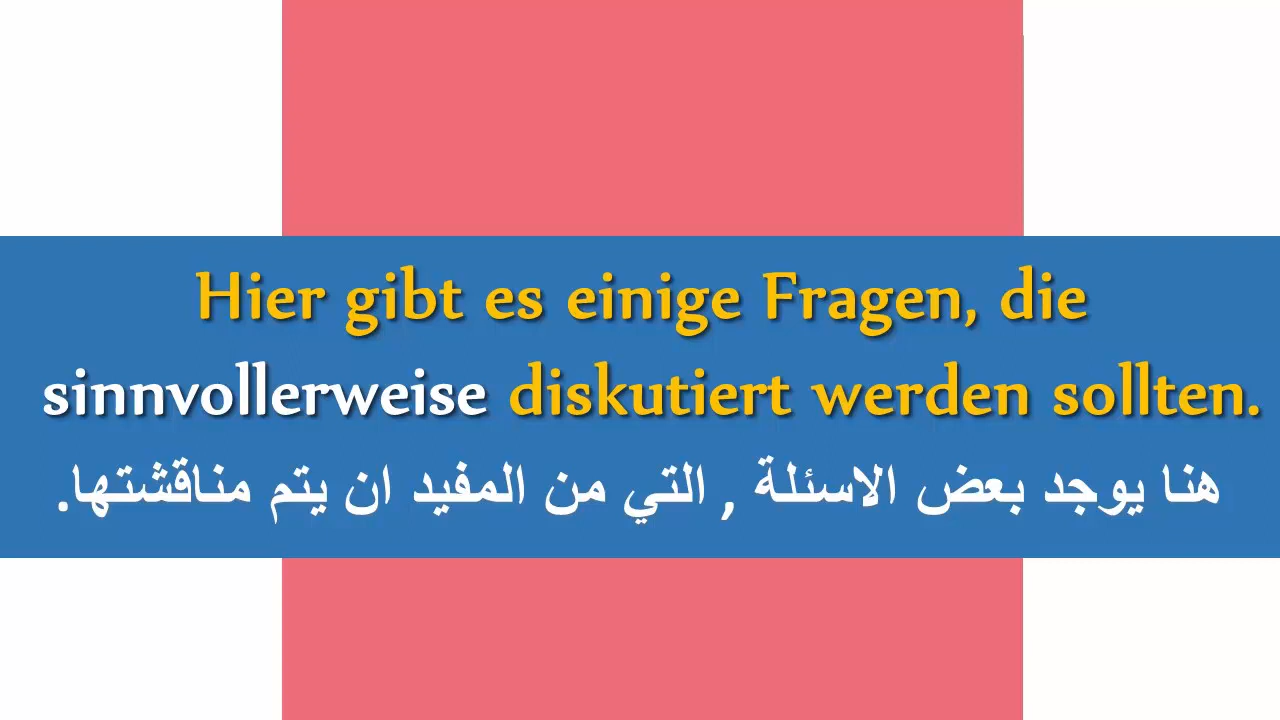 Hier gibt es einige Fragen, die
sinnvollerweise diskutiert werden sollten.
هنا يوجد بعض الاسئلة , التي من المفيد ان يتم مناقشتها.